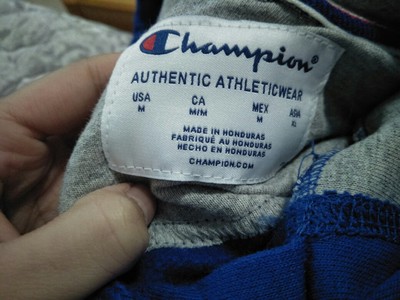 Champion
AUTHENTIC ATHLETICWEAR
USA CA MEX ASIA
M M/M M XL
MADE IN HONDURAS
FABRIQUÉ AU HONDURAS
HECHO EN HONDURAS
CHAMPION.COM